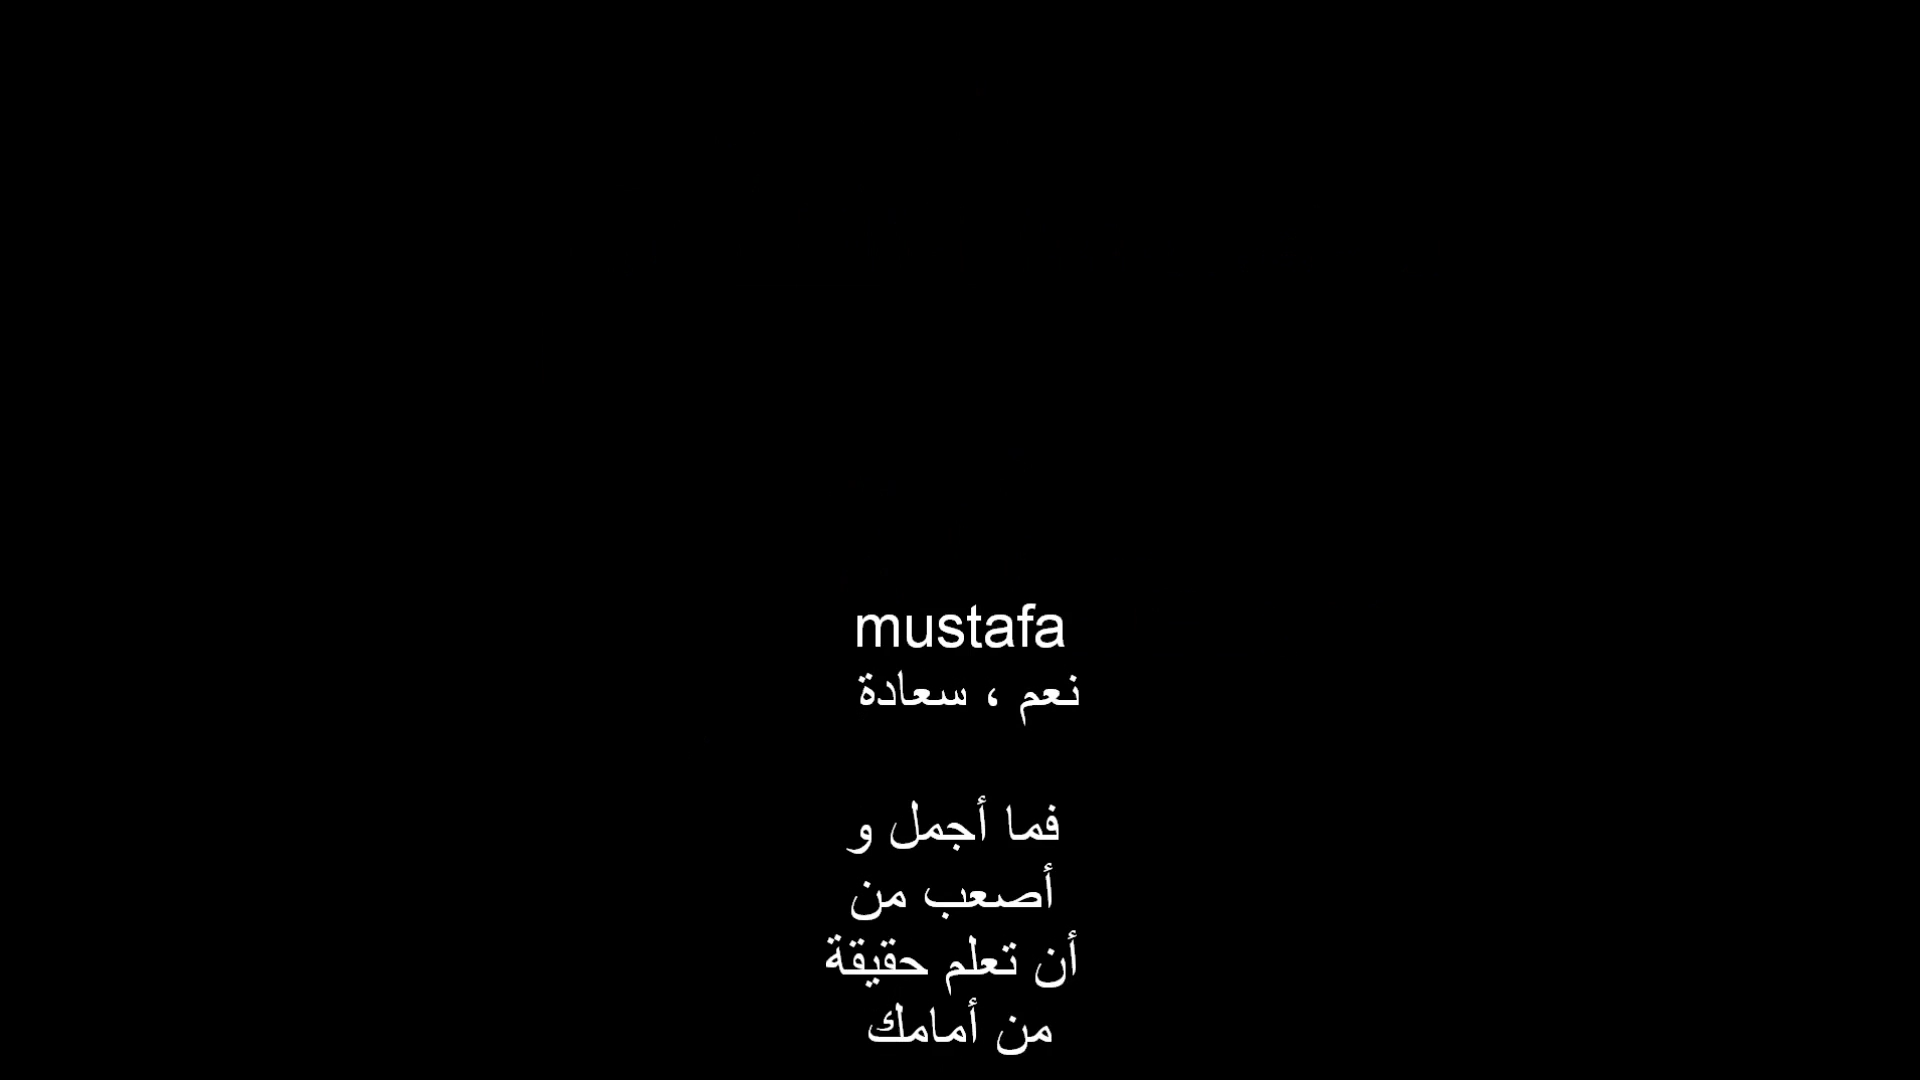 mustafa
نعم ، سعادة
فما أجمل و
أصعب من
أن تعلم حقيقة
من أمامك